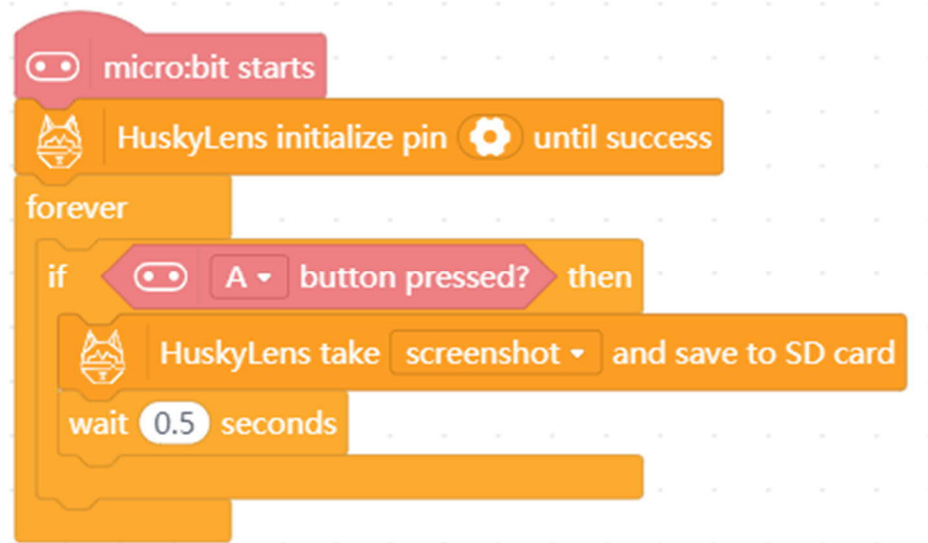 micro:bit starts
HuskyLens initialize pin until success
forever
if A button pressed? then
HuskyLens take screenshot and save to SD card
wait 0.5 seconds